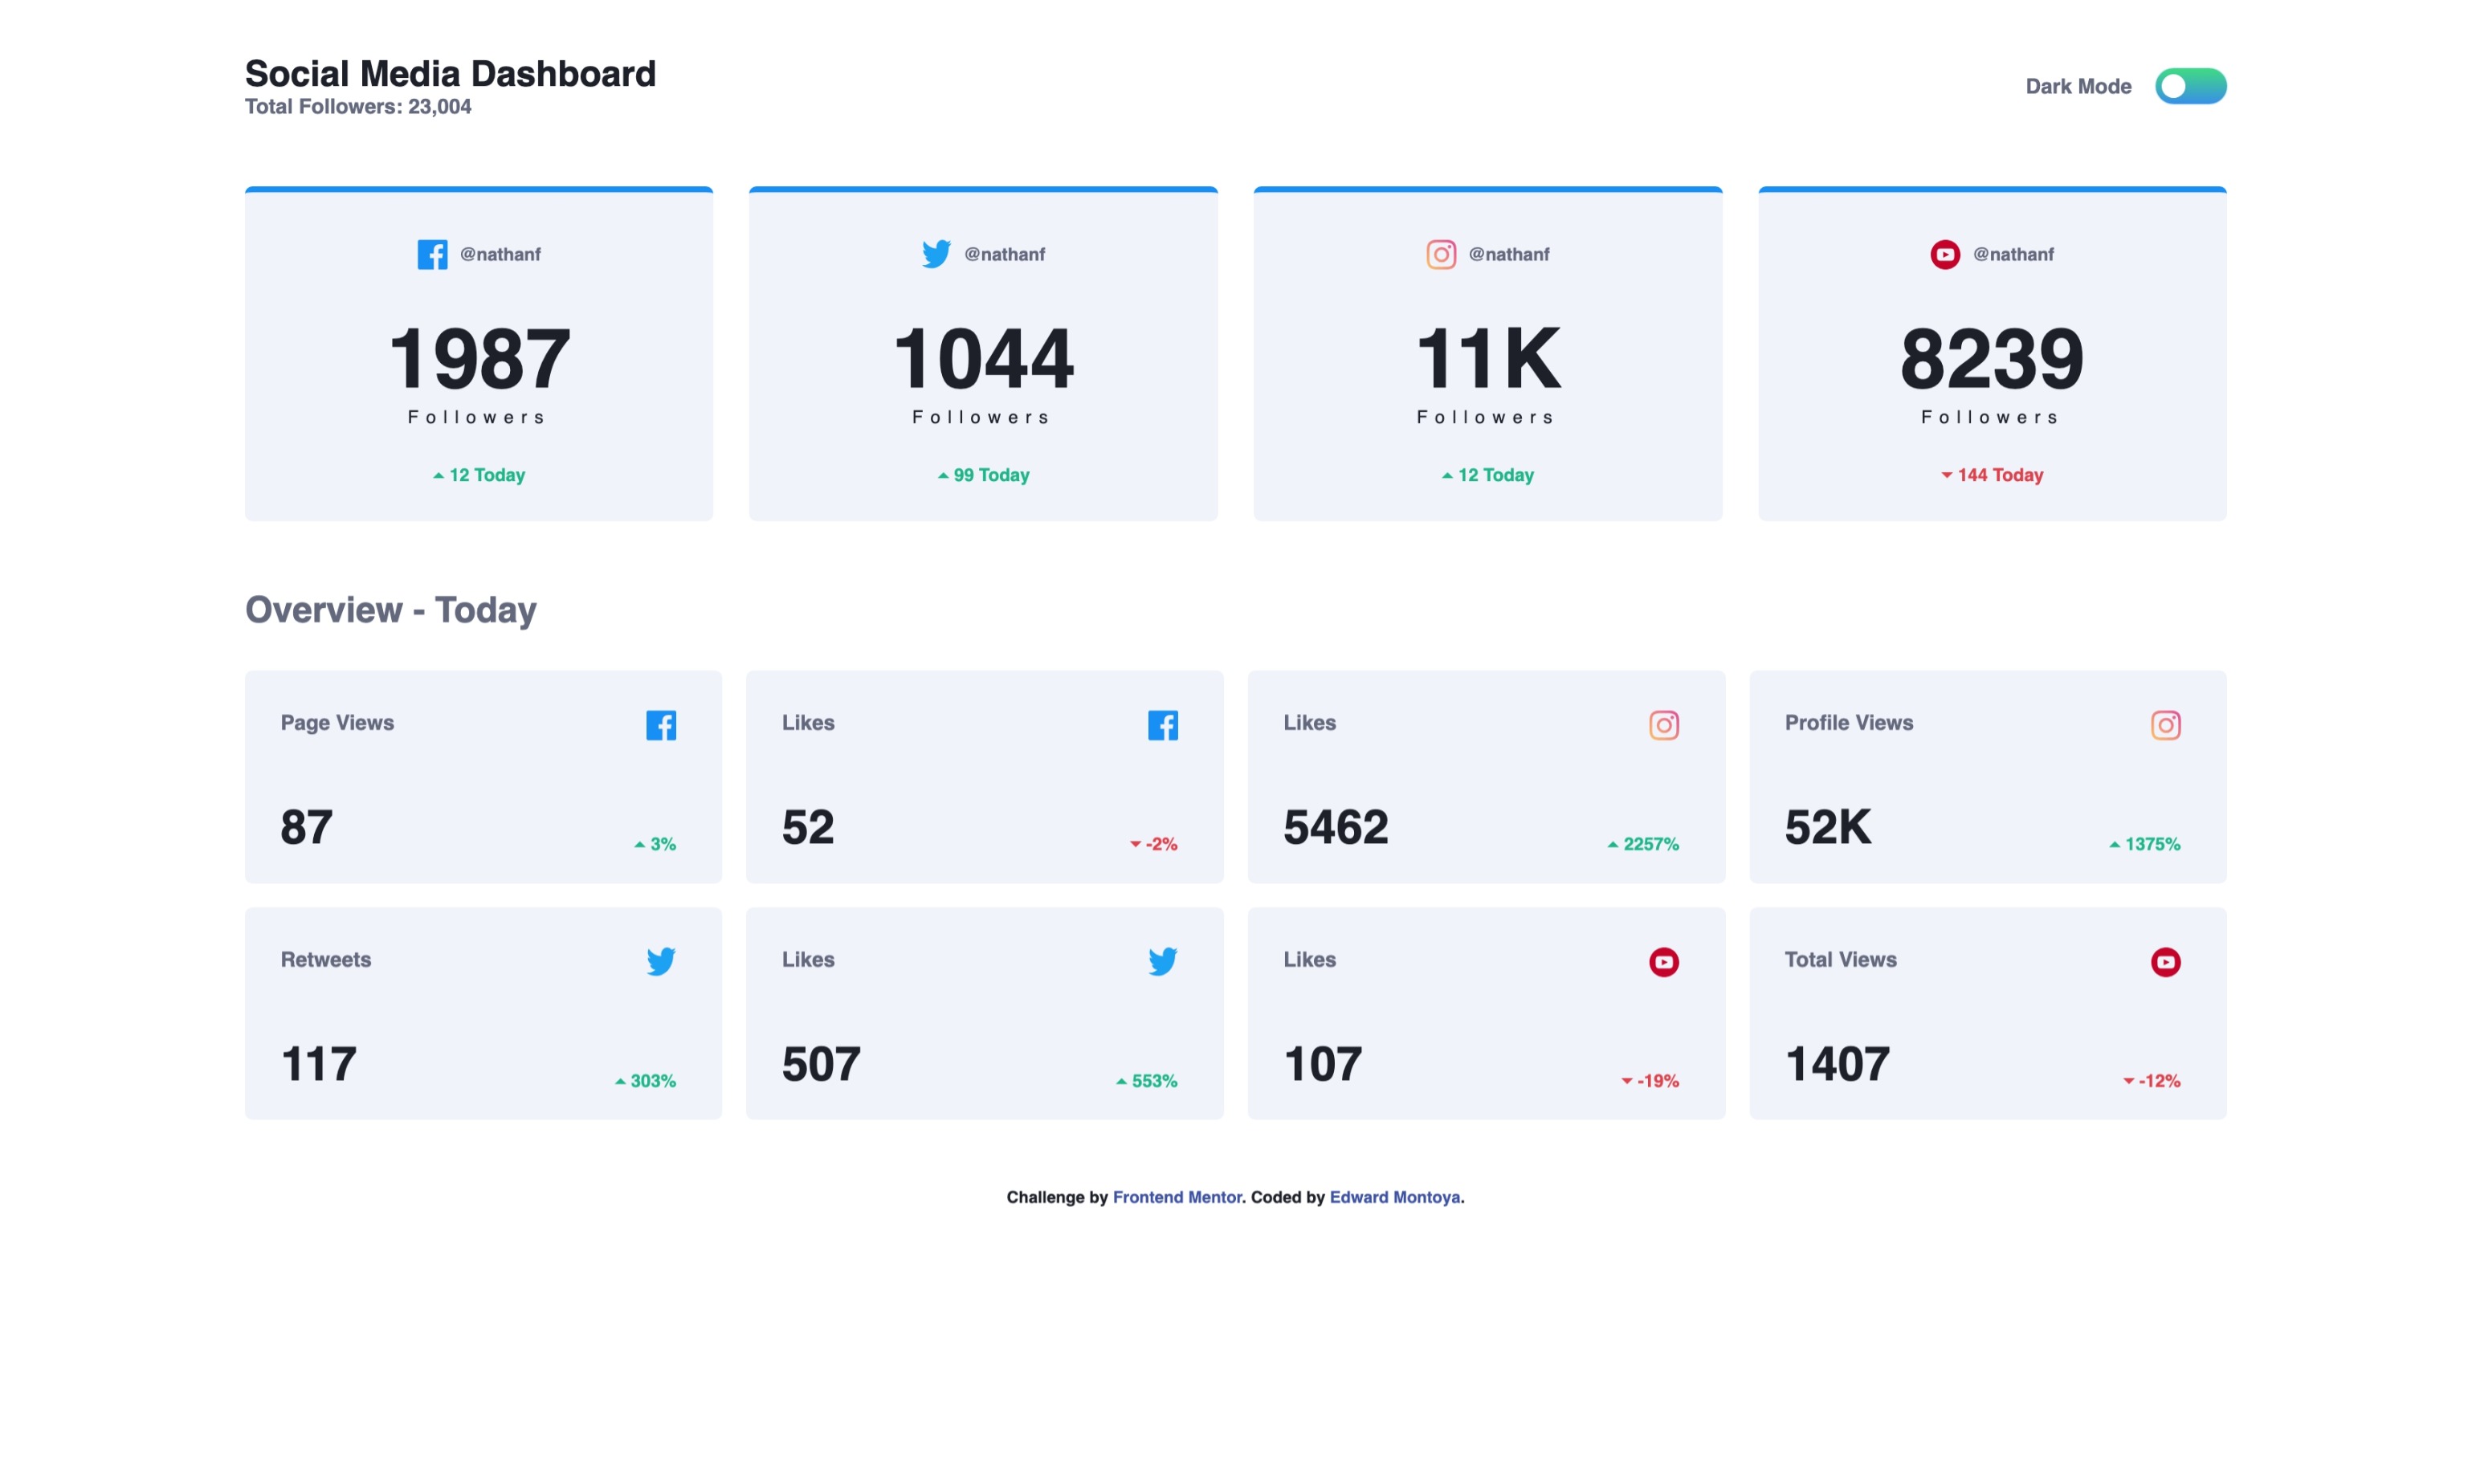 Social Media Dashboard
Total Followers: 23,004
Dark Mode
@nathanf
1987
Followers
12 Today
@nathanf
1044
Followers
99 Today
@nathanf
11K
Followers
12 Today
@nathanf
8239
Followers
144 Today
Overview - Today
Page Views
87
3%
Likes
52
-2%
Likes
5462
2257%
Profile Views
52K
1375%
Retweets
117
303%
Likes
507
553%
Likes
107
-19%
Total Views
1407
-12%
Challenge by Frontend Mentor. Coded by Edward Montoya.